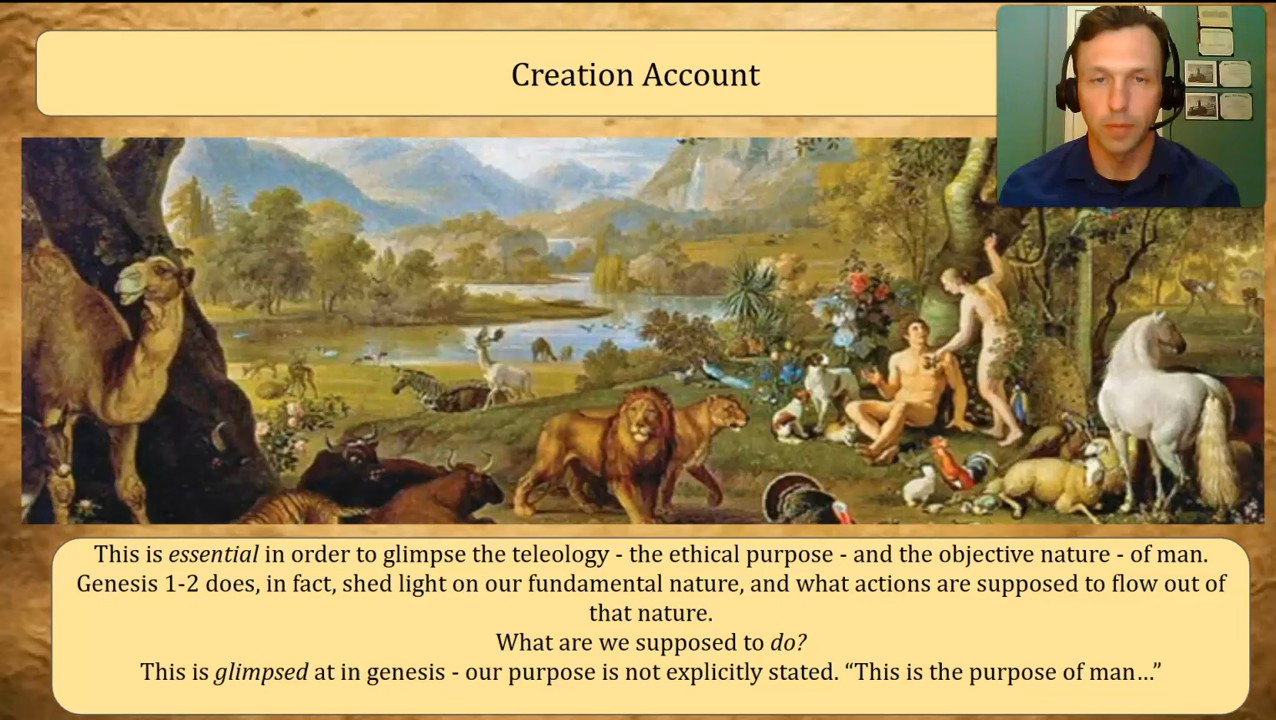 Creation Account
This is essential in order to glimpse the teleology - the ethical purpose - and the objective nature - of man.
Genesis 1-2 does, in fact, shed light on our fundamental nature, and what actions are supposed to flow out of
that nature.
What are we supposed to do?
This is glimpsed at in genesis - our purpose is not explicitly stated. “This is the purpose of man…”